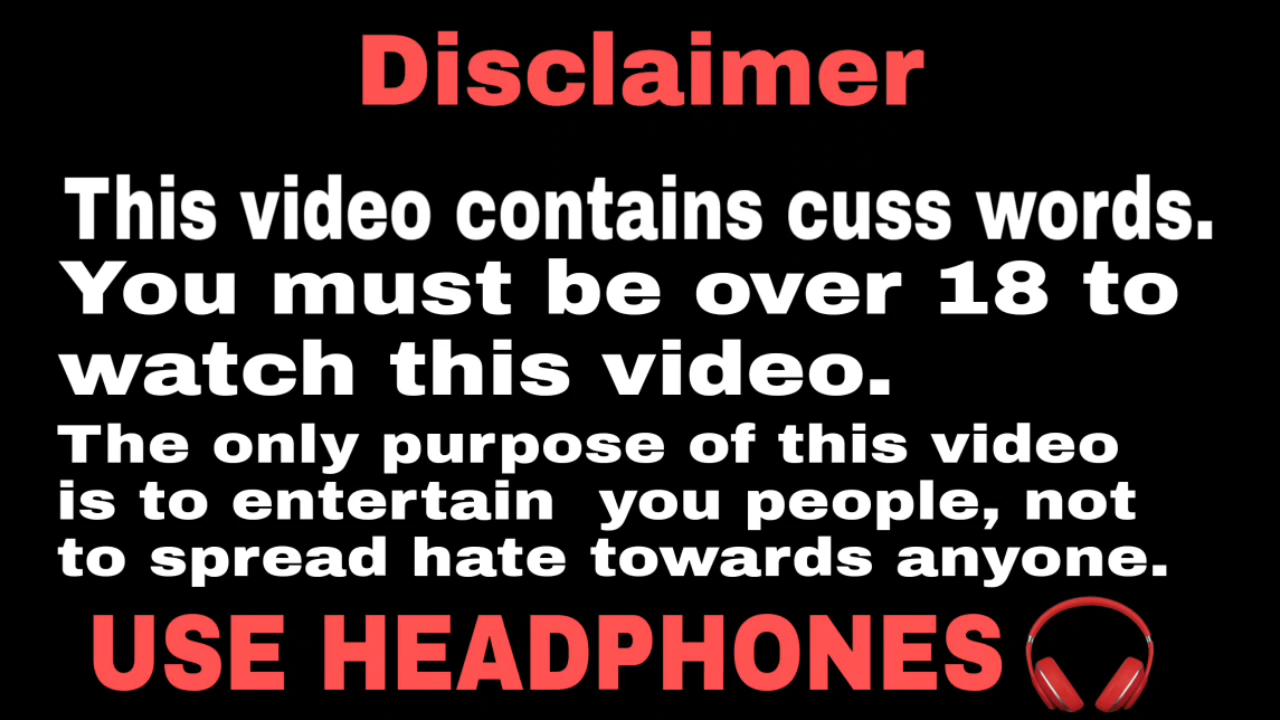 Disclaimer
This video contains cuss words.
You must be over 18 to
watch this video.
The only purpose of this video
is to entertain  you people, not
to spread hate towards anyone.
USE HEADPHONES